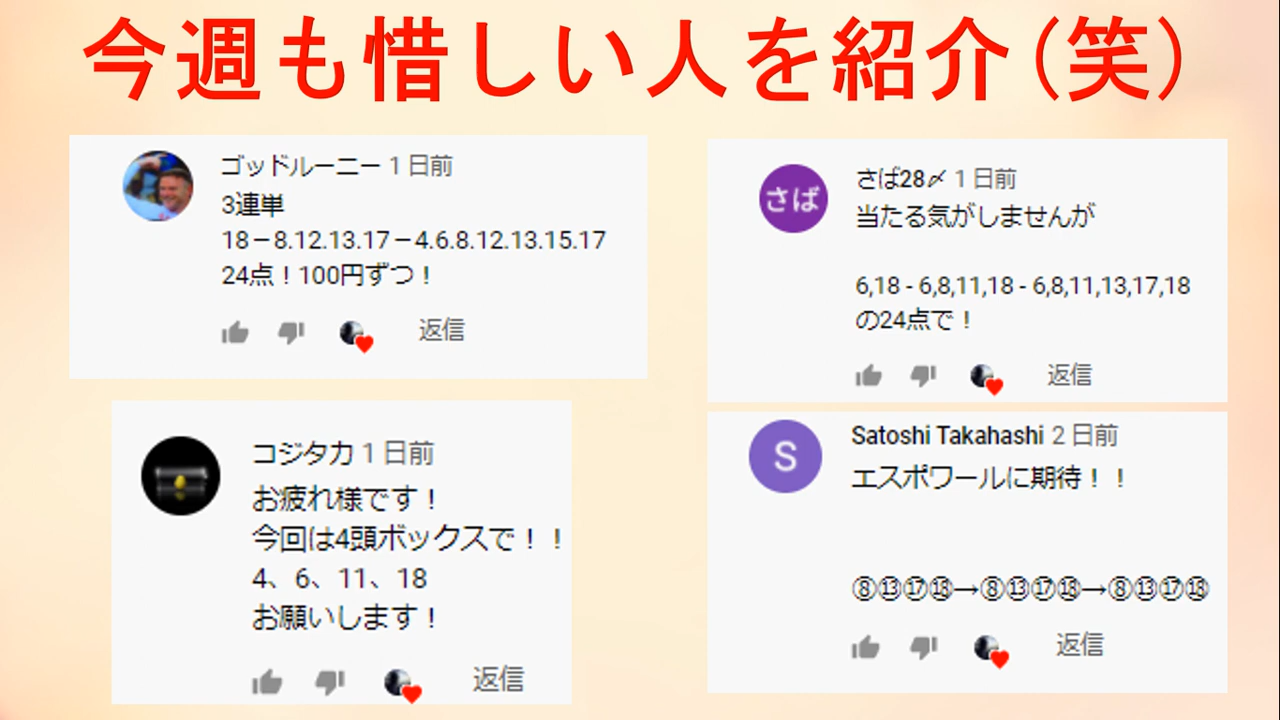 今週も惜しい人を紹介(笑)
ゴッドルーニー 1 日前
3連単
18－8.12.13.17－4.6.8.12.13.15.17
24点！100円ずつ！
返信
さば
さば28〆 1 日前
当たる気がしませんが
6,18 - 6,8,11,18 - 6,8,11,13,17,18
の24点で！
返信
コジタカ 1 日前
お疲れ様です！
今回は4頭ボックスで！！
4、6、11、18
お願いします！
返信
S
Satoshi Takahashi 2 日前
エスポワールに期待！！
⑧⑬⑰⑱→⑧⑬⑰⑱→⑧⑬⑰⑱
返信